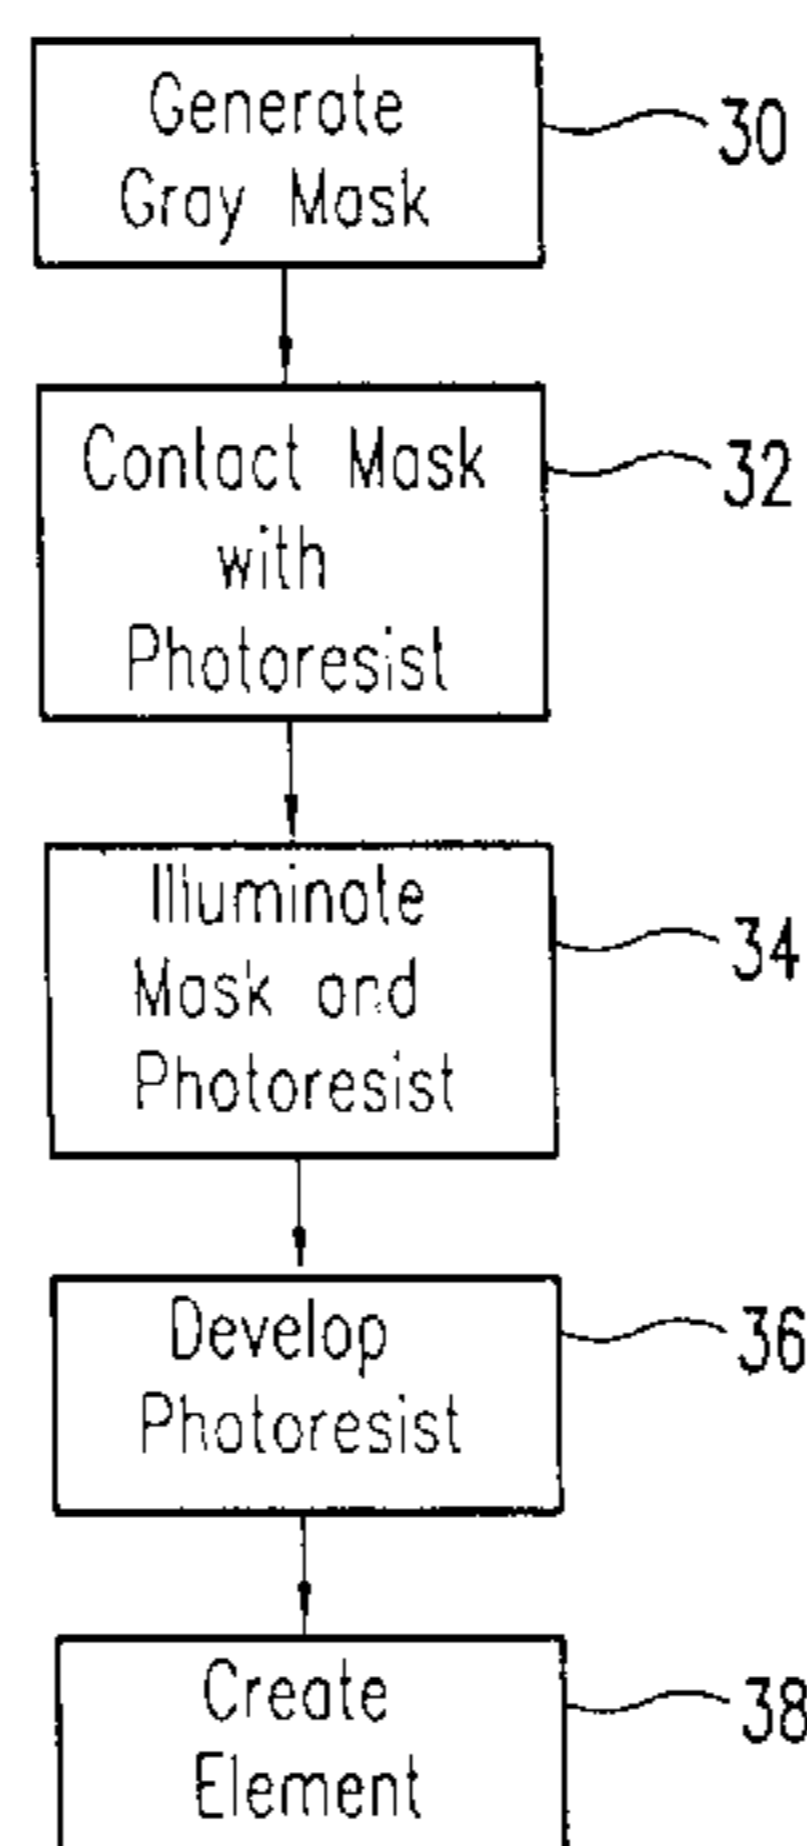 Generate
Gray Mask
30
Contact Mask
with
Photoresist
32
Illuminate
Mask and
Photoresist
34
Develop
Photoresist
36
Create
Element
38